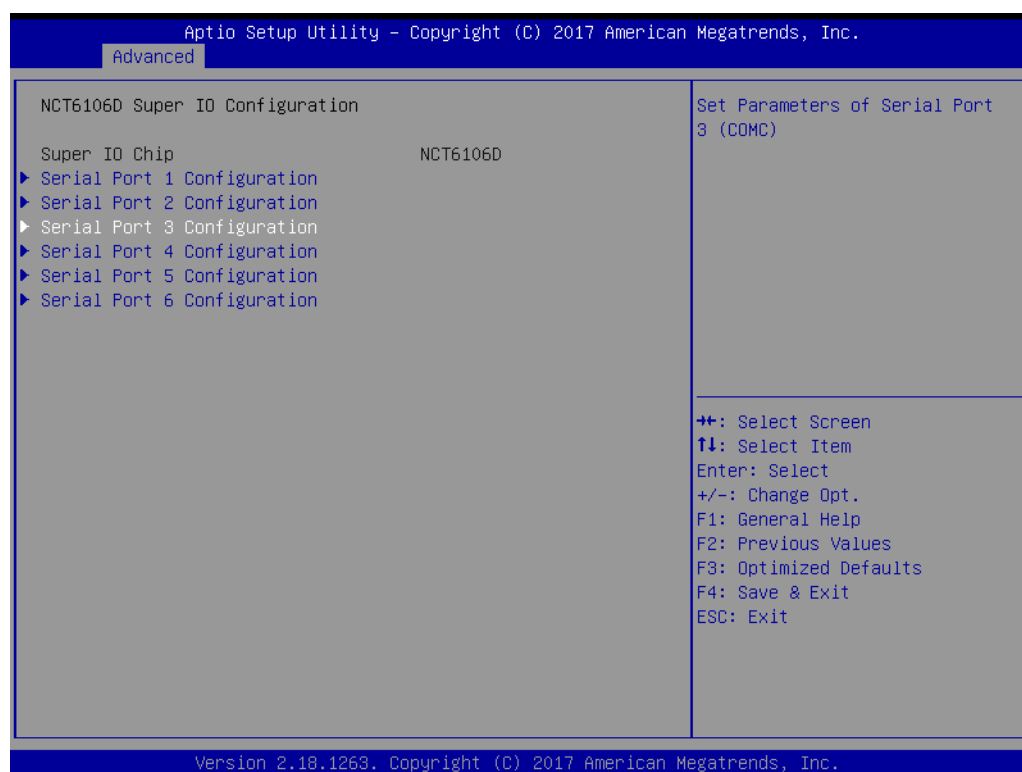 Aptio Setup Utility – Copyright (C) 2017 American Megatrends, Inc.
Advanced
NCT6106D Super IO Configuration
Super IO Chip NCT6106D
Serial Port 1 Configuration
Serial Port 2 Configuration
Serial Port 3 Configuration
Serial Port 4 Configuration
Serial Port 5 Configuration
Serial Port 6 Configuration
Set Parameters of Serial Port
3 (COMC)
→←: Select Screen
↑↓: Select Item
Enter: Select
+/-: Change Opt.
F1: General Help
F2: Previous Values
F3: Optimized Defaults
F4: Save & Exit
ESC: Exit
Version 2.18.1263. Copyright (C) 2017 American Megatrends, Inc.